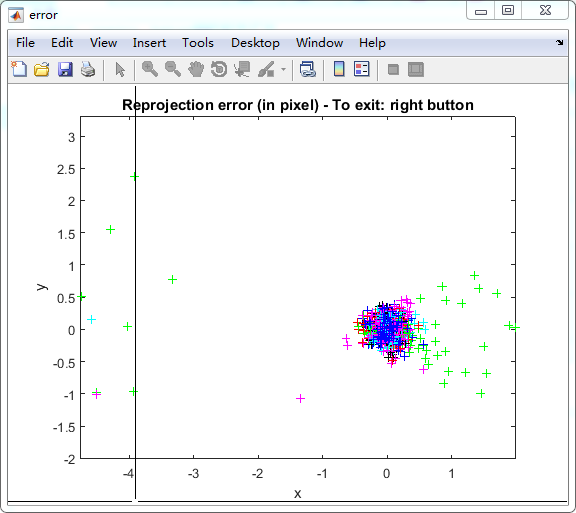 error
File Edit View Insert Tools Desktop Window Help
Reprojection error (in pixel) - To exit: right button
3
2.5
2
1.5
1
0.5
0
-0.5
-1
-1.5
-2
y
-4 -3 -2 -1 0 1
x